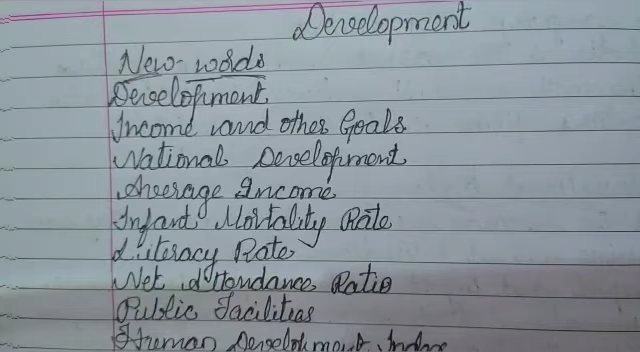 Development
New words
Development
Income and other Goals
National Development
Average Income
Infant Mortality Rate
Literacy Rate
Net Attendance Ratio
Public Facilities
Human Development Index